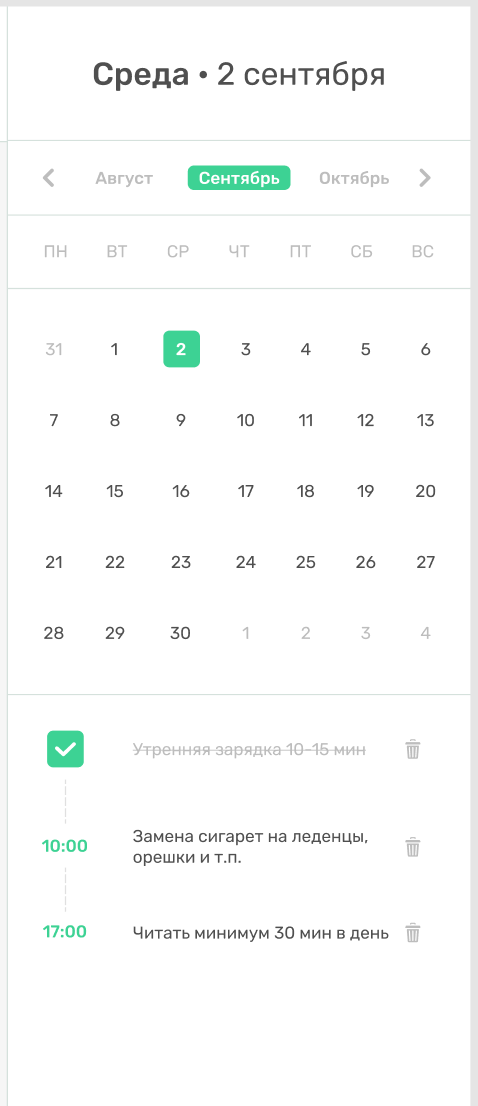 Среда • 2 сентября
Август Сентябрь Октябрь
ПН ВТ СР ЧТ ПТ СБ ВС
31 1 2 3 4 5 6
7 8 9 10 11 12 13
14 15 16 17 18 19 20
21 22 23 24 25 26 27
28 29 30 1 2 3 4
Утренняя зарядка 10-15 мин
10:00 Замена сигарет на леденцы,
орешки и т.п.
17:00 Читать минимум 30 мин в день